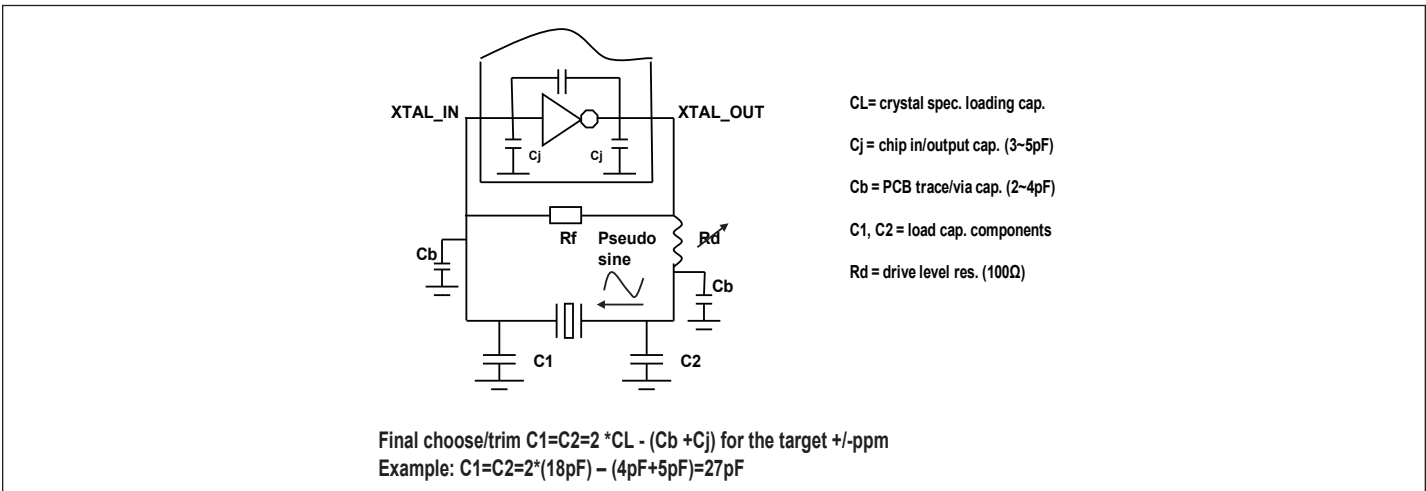 XTAL_IN
XTAL_OUT
Cj
Cj
Rf
Pseudo
sine
Rd
Cb
Cb
C1
C2
CL= crystal spec. loading cap.
Cj = chip in/output cap. (3~5pF)
Cb = PCB trace/via cap. (2~4pF)
C1, C2 = load cap. components
Rd = drive level res. (100Ω)
Final choose/trim C1=C2=2 *CL - (Cb +Cj) for the target +/-ppm
Example: C1=C2=2*(18pF) – (4pF+5pF)=27pF